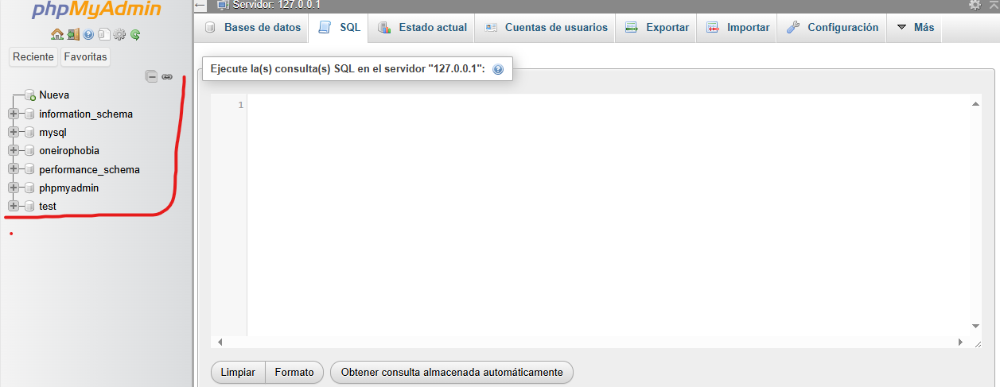 phpMyAdmin
Reciente Favoritas
Nueva
information_schema
mysql
oneirophobia
performance_schema
phpmyadmin
test
Servidor: 127.0.0.1
Bases de datos SQL Estado actual Cuentas de usuarios Exportar Importar Configuración Más
Ejecute la(s) consulta(s) SQL en el servidor "127.0.0.1":
1
Limpiar Formato Obtener consulta almacenada automáticamente